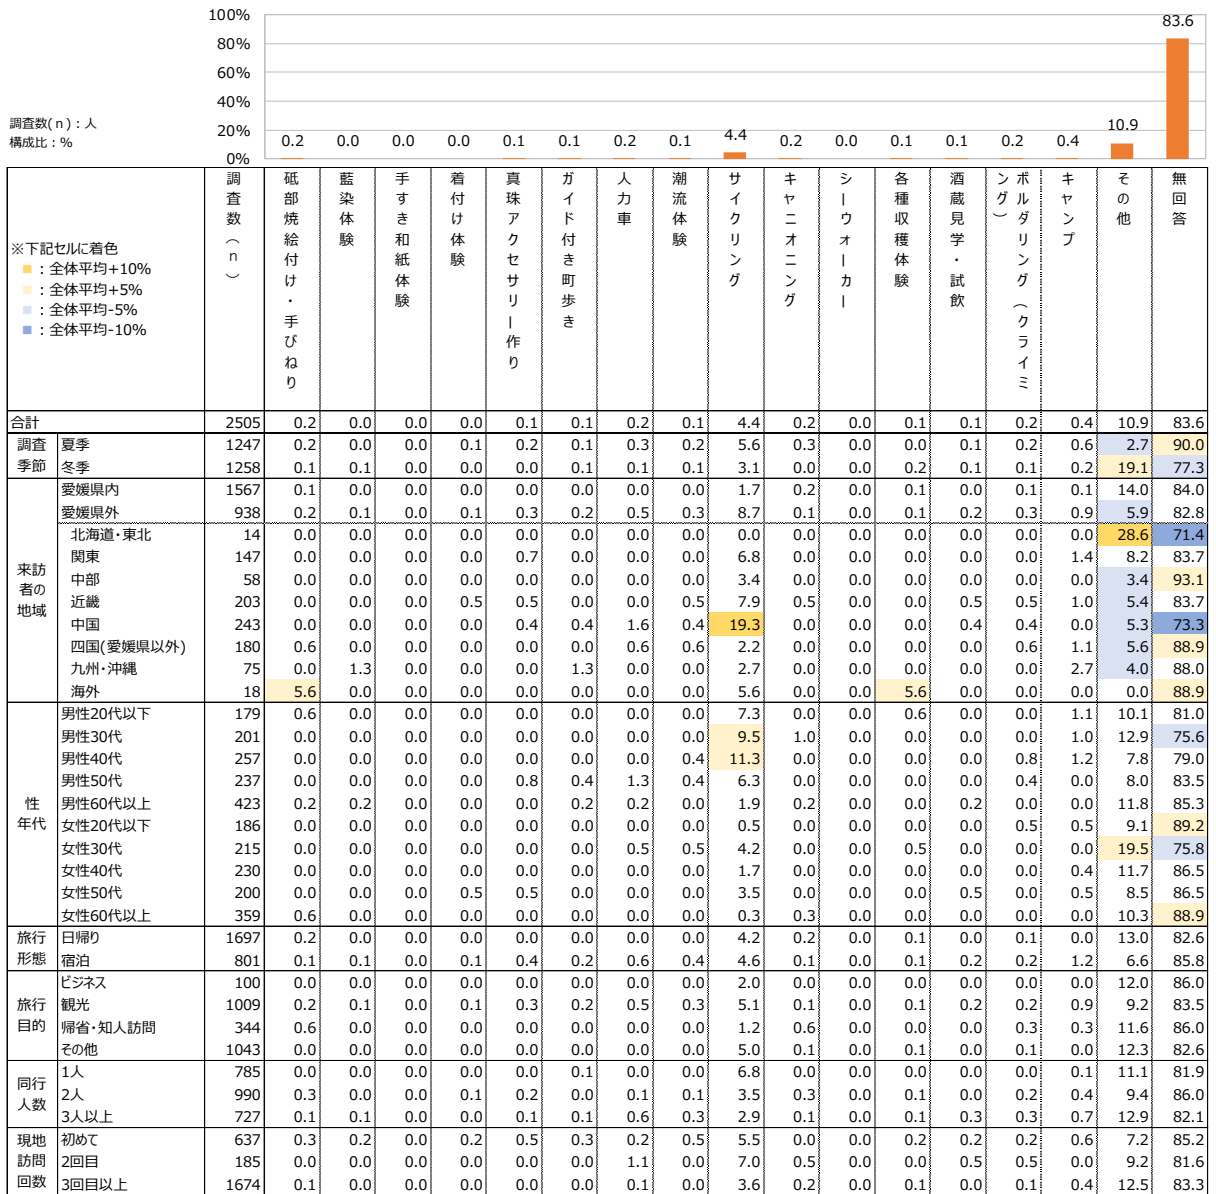 100%
80%
60%
40%
20%
0%
調査数(n):人
構成比:%
0.2 0.0 0.0 0.0 0.1 0.1 0.2 0.1 4.4 0.2 0.0 0.1 0.1 0.2 0.4 10.9 83.6
※下記セルに着色
■:全体平均+10%
■:全体平均+5%
■:全体平均-5%
■:全体平均-10%
調査数(n)
砥部焼絵付け・手びねり
藍染体験
手すき和紙体験
着付け体験
真珠アクセサリー作り
ガイド付き町歩き
人力車
潮流体験
サイクリング
キャニオニング
シーウォーカー
各種収穫体験
酒蔵見学・試飲
ボルダリング(クライミ
ング)
キャンプ
その他
無回答
合計 2505 0.2 0.0 0.0 0.0 0.1 0.1 0.2 0.1 4.4 0.2 0.0 0.1 0.1 0.2 0.4 10.9 83.6
調査
季節
夏季 1247 0.2 0.0 0.0 0.1 0.2 0.1 0.3 0.2 5.6 0.3 0.0 0.0 0.1 0.2 0.6 2.7 90.0
冬季 1258 0.1 0.1 0.0 0.0 0.0 0.1 0.1 0.1 3.1 0.0 0.0 0.2 0.1 0.1 0.2 19.1 77.3
来訪
者の
地域
愛媛県内 1567 0.1 0.0 0.0 0.0 0.0 0.0 0.0 0.0 1.7 0.2 0.0 0.1 0.0 0.1 0.1 14.0 84.0
愛媛県外 938 0.2 0.1 0.0 0.1 0.3 0.2 0.5 0.3 8.7 0.1 0.0 0.1 0.2 0.3 0.9 5.9 82.8
北海道・東北 14 0.0 0.0 0.0 0.0 0.0 0.0 0.0 0.0 0.0 0.0 0.0 0.0 0.0 0.0 0.0 28.6 71.4
関東 147 0.0 0.0 0.0 0.0 0.7 0.0 0.0 0.0 6.8 0.0 0.0 0.0 0.0 0.0 1.4 8.2 83.7
中部 58 0.0 0.0 0.0 0.0 0.0 0.0 0.0 0.0 3.4 0.0 0.0 0.0 0.0 0.0 0.0 3.4 93.1
近畿 203 0.0 0.0 0.0 0.5 0.5 0.0 0.0 0.5 7.9 0.5 0.0 0.0 0.5 0.5 1.0 5.4 83.7
中国 243 0.0 0.0 0.0 0.0 0.4 0.4 1.6 0.4 19.3 0.0 0.0 0.0 0.4 0.4 0.0 5.3 73.3
四国(愛媛県以外) 180 0.6 0.0 0.0 0.0 0.0 0.0 0.6 0.6 2.2 0.0 0.0 0.0 0.0 0.6 1.1 5.6 88.9
九州・沖縄 75 0.0 1.3 0.0 0.0 0.0 1.3 0.0 0.0 2.7 0.0 0.0 0.0 0.0 0.0 2.7 4.0 88.0
海外 18 5.6 0.0 0.0 0.0 0.0 0.0 0.0 0.0 5.6 0.0 0.0 5.6 0.0 0.0 0.0 0.0 88.9
性
年代
男性20代以下 179 0.6 0.0 0.0 0.0 0.0 0.0 0.0 0.0 7.3 0.0 0.0 0.6 0.0 0.0 1.1 10.1 81.0
男性30代 201 0.0 0.0 0.0 0.0 0.0 0.0 0.0 0.0 9.5 1.0 0.0 0.0 0.0 0.0 1.0 12.9 75.6
男性40代 257 0.0 0.0 0.0 0.0 0.0 0.0 0.0 0.4 11.3 0.0 0.0 0.0 0.0 0.8 1.2 7.8 79.0
男性50代 237 0.0 0.0 0.0 0.0 0.8 0.4 1.3 0.4 6.3 0.0 0.0 0.0 0.0 0.4 0.0 8.0 83.5
男性60代以上 423 0.2 0.2 0.0 0.0 0.0 0.2 0.2 0.0 1.9 0.2 0.0 0.0 0.2 0.0 0.0 11.8 85.3
女性20代以下 186 0.0 0.0 0.0 0.0 0.0 0.0 0.0 0.0 0.5 0.0 0.0 0.0 0.0 0.5 0.5 9.1 89.2
女性30代 215 0.0 0.0 0.0 0.0 0.0 0.0 0.5 0.5 4.2 0.0 0.0 0.5 0.0 0.0 0.0 19.5 75.8
女性40代 230 0.0 0.0 0.0 0.0 0.0 0.0 0.0 0.0 1.7 0.0 0.0 0.0 0.0 0.0 0.4 11.7 86.5
女性50代 200 0.0 0.0 0.0 0.5 0.5 0.0 0.0 0.0 3.5 0.0 0.0 0.0 0.5 0.0 0.5 8.5 86.5
女性60代以上 359 0.6 0.0 0.0 0.0 0.0 0.0 0.0 0.0 0.3 0.3 0.0 0.0 0.0 0.0 0.0 10.3 88.9
旅行
形態
日帰り 1697 0.2 0.0 0.0 0.0 0.0 0.0 0.0 0.0 4.2 0.2 0.0 0.1 0.0 0.1 0.0 13.0 82.6
宿泊 801 0.1 0.1 0.0 0.1 0.4 0.2 0.6 0.4 4.6 0.1 0.0 0.1 0.2 0.2 1.2 6.6 85.8
旅行
目的
ビジネス 100 0.0 0.0 0.0 0.0 0.0 0.0 0.0 0.0 2.0 0.0 0.0 0.0 0.0 0.0 0.0 12.0 86.0
観光 1009 0.2 0.1 0.0 0.1 0.3 0.2 0.5 0.3 5.1 0.1 0.0 0.1 0.2 0.2 0.9 9.2 83.5
帰省・知人訪問 344 0.6 0.0 0.0 0.0 0.0 0.0 0.0 0.0 1.2 0.6 0.0 0.0 0.0 0.3 0.3 11.6 86.0
その他 1043 0.0 0.0 0.0 0.0 0.0 0.0 0.0 0.0 5.0 0.1 0.0 0.1 0.0 0.1 0.0 12.3 82.6
同行
人数
1人 785 0.0 0.0 0.0 0.0 0.0 0.1 0.0 0.0 6.8 0.0 0.0 0.0 0.0 0.0 0.1 11.1 81.9
2人 990 0.3 0.0 0.0 0.1 0.2 0.0 0.1 0.1 3.5 0.3 0.0 0.1 0.0 0.2 0.4 9.4 86.0
3人以上 727 0.1 0.1 0.0 0.0 0.1 0.1 0.6 0.3 2.9 0.1 0.0 0.1 0.3 0.3 0.7 12.9 82.1
現地
訪問
回数
初めて 637 0.3 0.2 0.0 0.2 0.5 0.3 0.2 0.5 5.5 0.0 0.0 0.2 0.2 0.2 0.6 7.2 85.2
2回目 185 0.0 0.0 0.0 0.0 0.0 0.0 1.1 0.0 7.0 0.5 0.0 0.0 0.5 0.5 0.0 9.2 81.6
3回目以上 1674 0.1 0.0 0.0 0.0 0.0 0.0 0.1 0.0 3.6 0.2 0.0 0.1 0.0 0.1 0.4 12.5 83.3